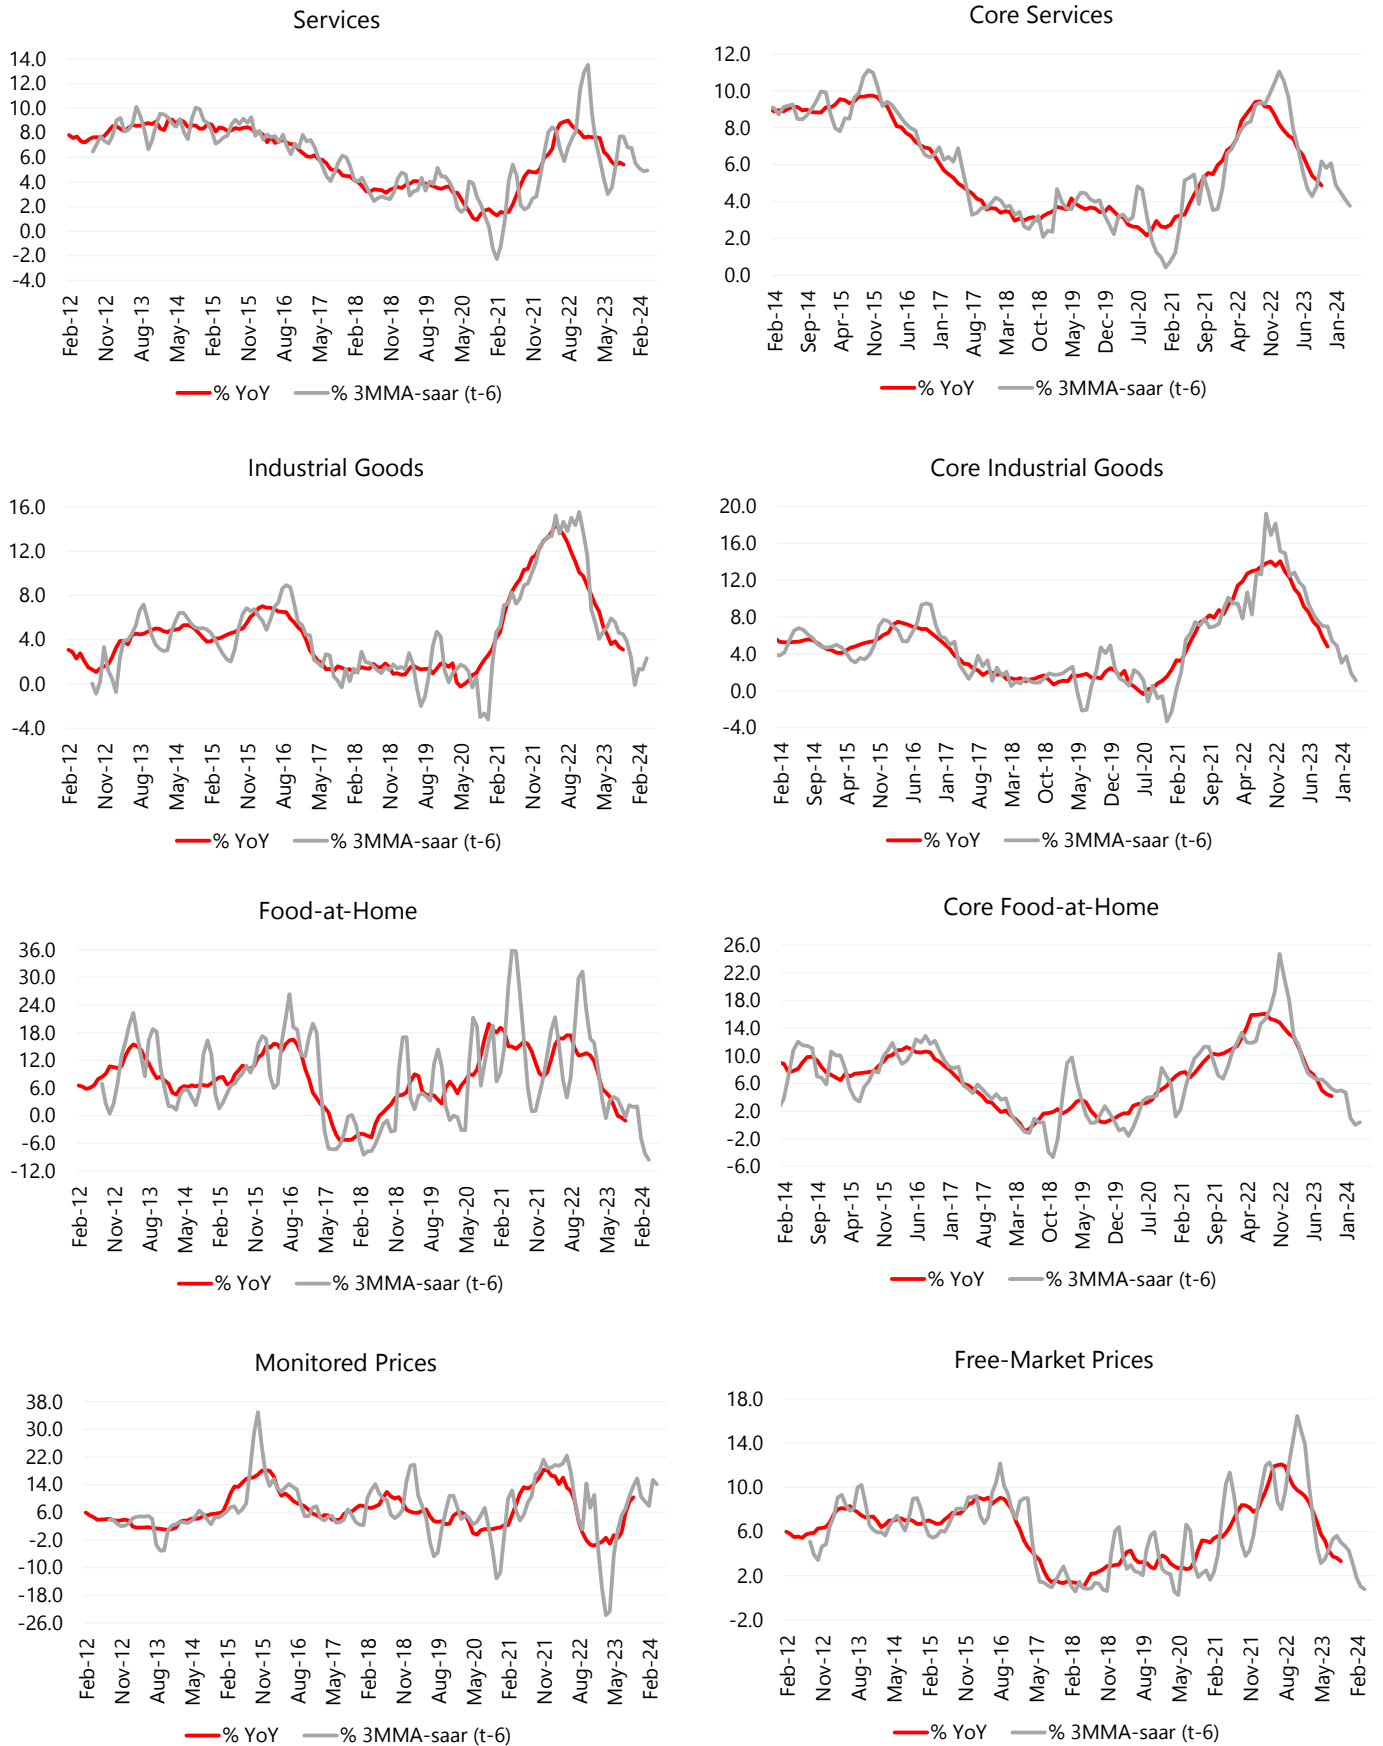 Services
14.0
12.0
10.0
8.0
6.0
4.0
2.0
0.0
-2.0
-4.0
Feb-12
Nov-12
Aug-13
May-14
Feb-15
Nov-15
Aug-16
May-17
Feb-18
Nov-18
Aug-19
May-20
Feb-21
Nov-21
Aug-22
May-23
Feb-24
% YoY % 3MMA-saar (t-6)
Core Services
12.0
10.0
8.0
6.0
4.0
2.0
0.0
Feb-14
Sep-14
Apr-15
Nov-15
Jun-16
Jan-17
Aug-17
Mar-18
Oct-18
May-19
Dec-19
Jul-20
Feb-21
Sep-21
Apr-22
Nov-22
Jun-23
Jan-24
% YoY % 3MMA-saar (t-6)
Industrial Goods
16.0
12.0
8.0
4.0
0.0
-4.0
Feb-12
Nov-12
Aug-13
May-14
Feb-15
Nov-15
Aug-16
May-17
Feb-18
Nov-18
Aug-19
May-20
Feb-21
Nov-21
Aug-22
May-23
Feb-24
% YoY % 3MMA-saar (t-6)
Core Industrial Goods
20.0
16.0
12.0
8.0
4.0
0.0
-4.0
Feb-14
Sep-14
Apr-15
Nov-15
Jun-16
Jan-17
Aug-17
Mar-18
Oct-18
May-19
Dec-19
Jul-20
Feb-21
Sep-21
Apr-22
Nov-22
Jun-23
Jan-24
% YoY % 3MMA-saar (t-6)
Food-at-Home
36.0
30.0
24.0
18.0
12.0
6.0
0.0
-6.0
-12.0
Feb-12
Nov-12
Aug-13
May-14
Feb-15
Nov-15
Aug-16
May-17
Feb-18
Nov-18
Aug-19
May-20
Feb-21
Nov-21
Aug-22
May-23
Feb-24
% YoY % 3MMA-saar (t-6)
Core Food-at-Home
26.0
22.0
18.0
14.0
10.0
6.0
2.0
-2.0
-6.0
Feb-14
Sep-14
Apr-15
Nov-15
Jun-16
Jan-17
Aug-17
Mar-18
Oct-18
May-19
Dec-19
Jul-20
Feb-21
Sep-21
Apr-22
Nov-22
Jun-23
Jan-24
% YoY % 3MMA-saar (t-6)
Monitored Prices
38.0
30.0
22.0
14.0
6.0
-2.0
-10.0
-18.0
-26.0
Feb-12
Nov-12
Aug-13
May-14
Feb-15
Nov-15
Aug-16
May-17
Feb-18
Nov-18
Aug-19
May-20
Feb-21
Nov-21
Aug-22
May-23
Feb-24
% YoY % 3MMA-saar (t-6)
Free-Market Prices
18.0
14.0
10.0
6.0
2.0
-2.0
Feb-12
Nov-12
Aug-13
May-14
Feb-15
Nov-15
Aug-16
May-17
Feb-18
Nov-18
Aug-19
May-20
Feb-21
Nov-21
Aug-22
May-23
Feb-24
% YoY % 3MMA-saar (t-6)